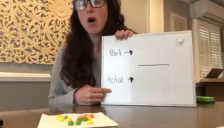 Part →
total →